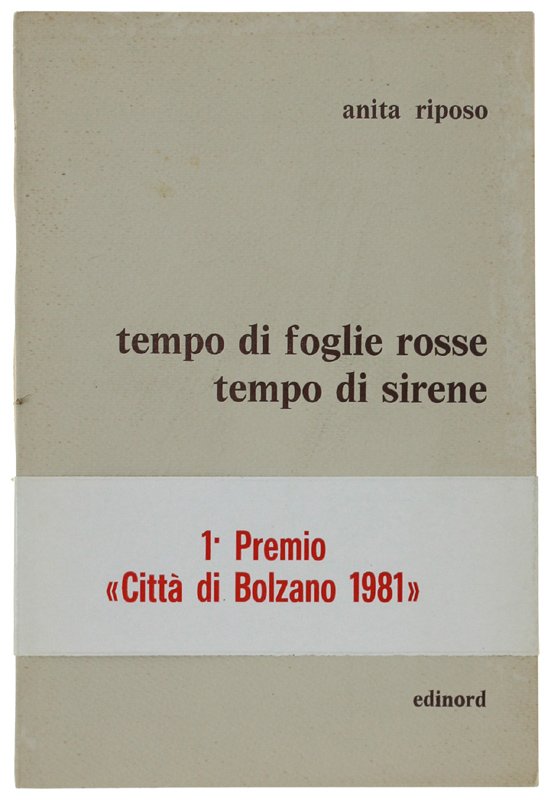 anita riposo
tempo di foglie rosse
tempo di sirene
1· Premio
«Città di Bolzano 1981»
edinord